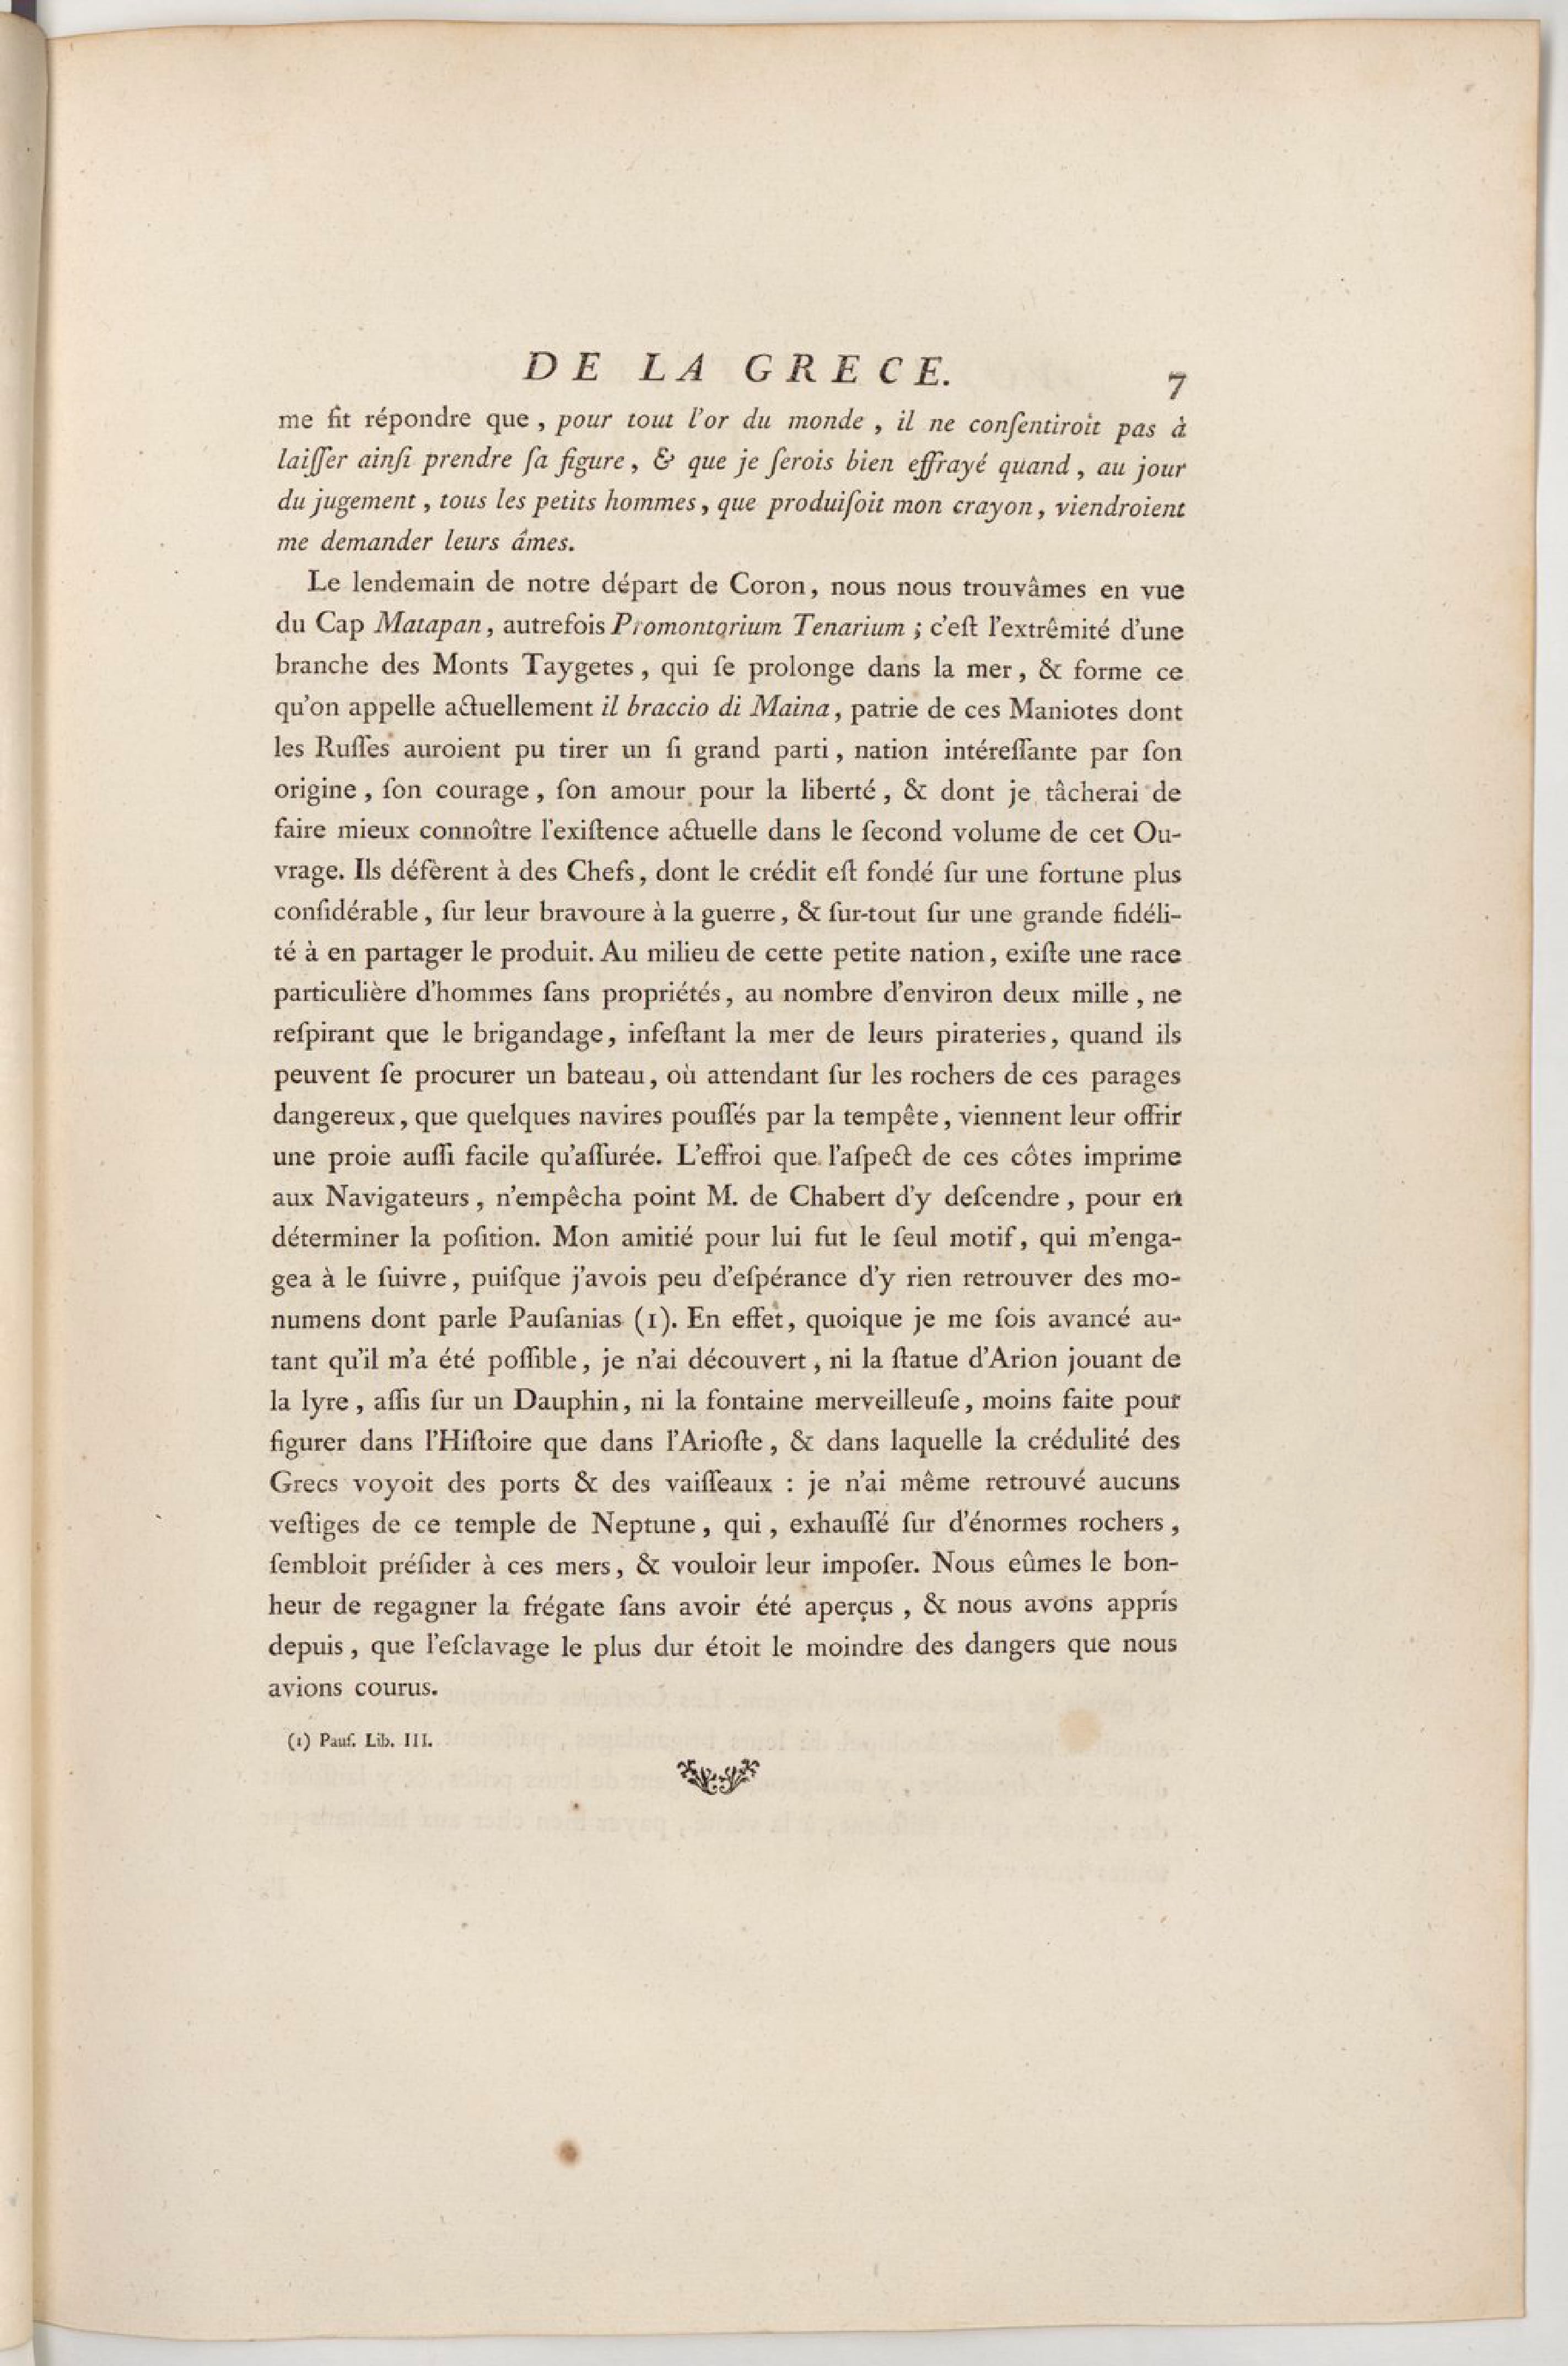 DE LA GRECE. 7
me fit répondre que , pour tout l'or du monde , il ne conſentiroit pas à
laiſſer ainſi prendre ſa figure , & que je ſerois bien effrayé quand , au jour
du jugement , tous les petits hommes , que produiſoit mon crayon , viendroient
me demander leurs âmes.
Le lendemain de notre départ de Coron, nous nous trouvâmes en vue
du Cap Matapan, autrefois Promontorium Tenarium ; c'eſt l'extrêmité d'une
branche des Monts Taygetes , qui ſe prolonge dans la mer , & forme ce
qu'on appelle actuellement il braccio di Maina, patrie de ces Maniotes dont
les Ruſſes auroient pu tirer un ſi grand parti , nation intéreſſante par ſon
origine , ſon courage , ſon amour pour la liberté , & dont je tâcherai de
faire mieux connoître l'exiſtence actuelle dans le ſecond volume de cet Ou-
vrage. Ils défèrent à des Chefs, dont le crédit eſt fondé ſur une fortune plus
conſidérable , ſur leur bravoure à la guerre , & ſur-tout ſur une grande fidéli-
té à en partager le produit. Au milieu de cette petite nation, exiſte une race
particulière d'hommes ſans propriétés, au nombre d'environ deux mille , ne
reſpirant que le brigandage, infeſtant la mer de leurs pirateries, quand ils
peuvent ſe procurer un bateau, où attendant ſur les rochers de ces parages
dangereux, que quelques navires pouſſés par la tempête, viennent leur offrir
une proie auſſi facile qu'aſſurée. L'effroi que l'aſpect de ces côtes imprime
aux Navigateurs , n'empêcha point M. de Chabert d'y deſcendre , pour en
déterminer la poſition. Mon amitié pour lui fut le ſeul motif, qui m'enga-
gea à le ſuivre, puiſque j'avois peu d'eſpérance d'y rien retrouver des mo-
numens dont parle Pauſanias (1). En effet, quoique je me ſois avancé au-
tant qu'il m'a été poſſible, je n'ai découvert , ni la ſtatue d'Arion jouant de
la lyre , aſſis ſur un Dauphin, ni la fontaine merveilleuſe, moins faite pour
figurer dans l'Hiſtoire que dans l'Arioſte , & dans laquelle la crédulité des
Grecs voyoit des ports & des vaiſſeaux : je n'ai même retrouvé aucuns
veſtiges de ce temple de Neptune , qui , exhauſſé ſur d'énormes rochers ,
ſembloit préſider à ces mers , & vouloir leur impoſer. Nous eûmes le bon-
heur de regagner la frégate ſans avoir été aperçus , & nous avons appris
depuis , que l'eſclavage le plus dur étoit le moindre des dangers que nous
avions courus.
(1) Pauſ. Lib. III.